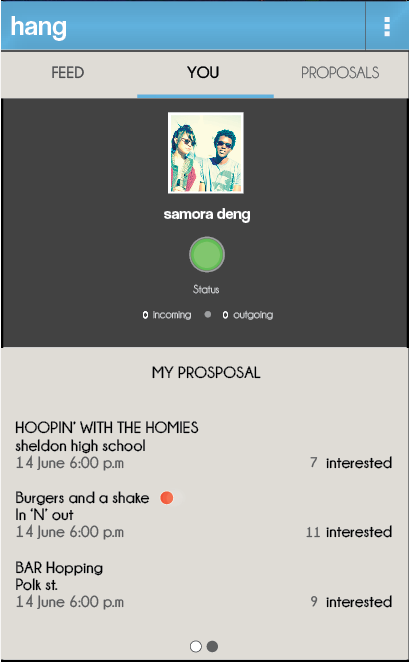 hang
FEED YOU PROPOSALS
samora deng
Status
0 incoming 0 outgoing
MY PROSPOSAL
HOOPIN' WITH THE HOMIES
sheldon high school
14 June 6:00 p.m 7 interested
Burgers and a shake
In 'N' out
14 June 6:00 p.m 11 interested
BAR Hopping
Polk st.
14 June 6:00 p.m 9 interested